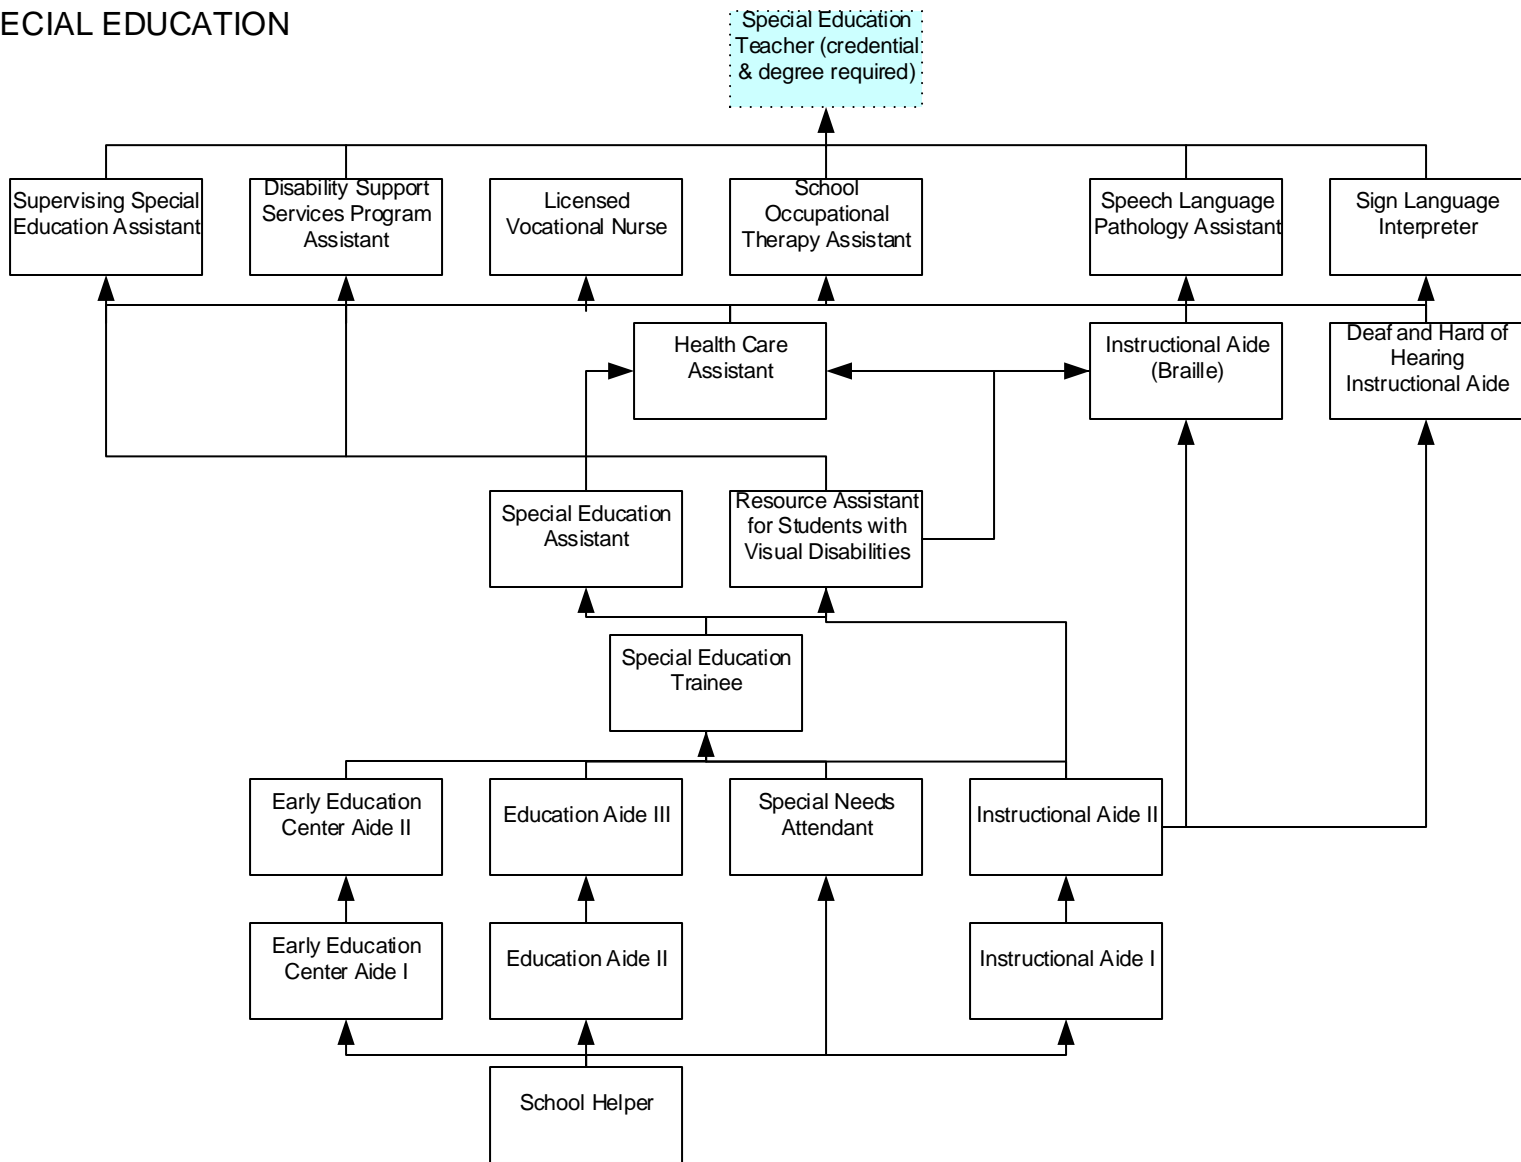 ECIAL EDUCATION
Special Education
Teacher (credential
& degree required)
Supervising Special
Education Assistant
Disability Support
Services Program
Assistant
Licensed
Vocational Nurse
School
Occupational
Therapy Assistant
Speech Language
Pathology Assistant
Sign Language
Interpreter
Health Care
Assistant
Instructional Aide
(Braille)
Deaf and Hard of
Hearing
Instructional Aide
Special Education
Assistant
Resource Assistant
for Students with
Visual Disabilities
Special Education
Trainee
Early Education
Center Aide II
Education Aide III
Special Needs
Attendant
Instructional Aide II
Early Education
Center Aide I
Education Aide II
Instructional Aide I
School Helper